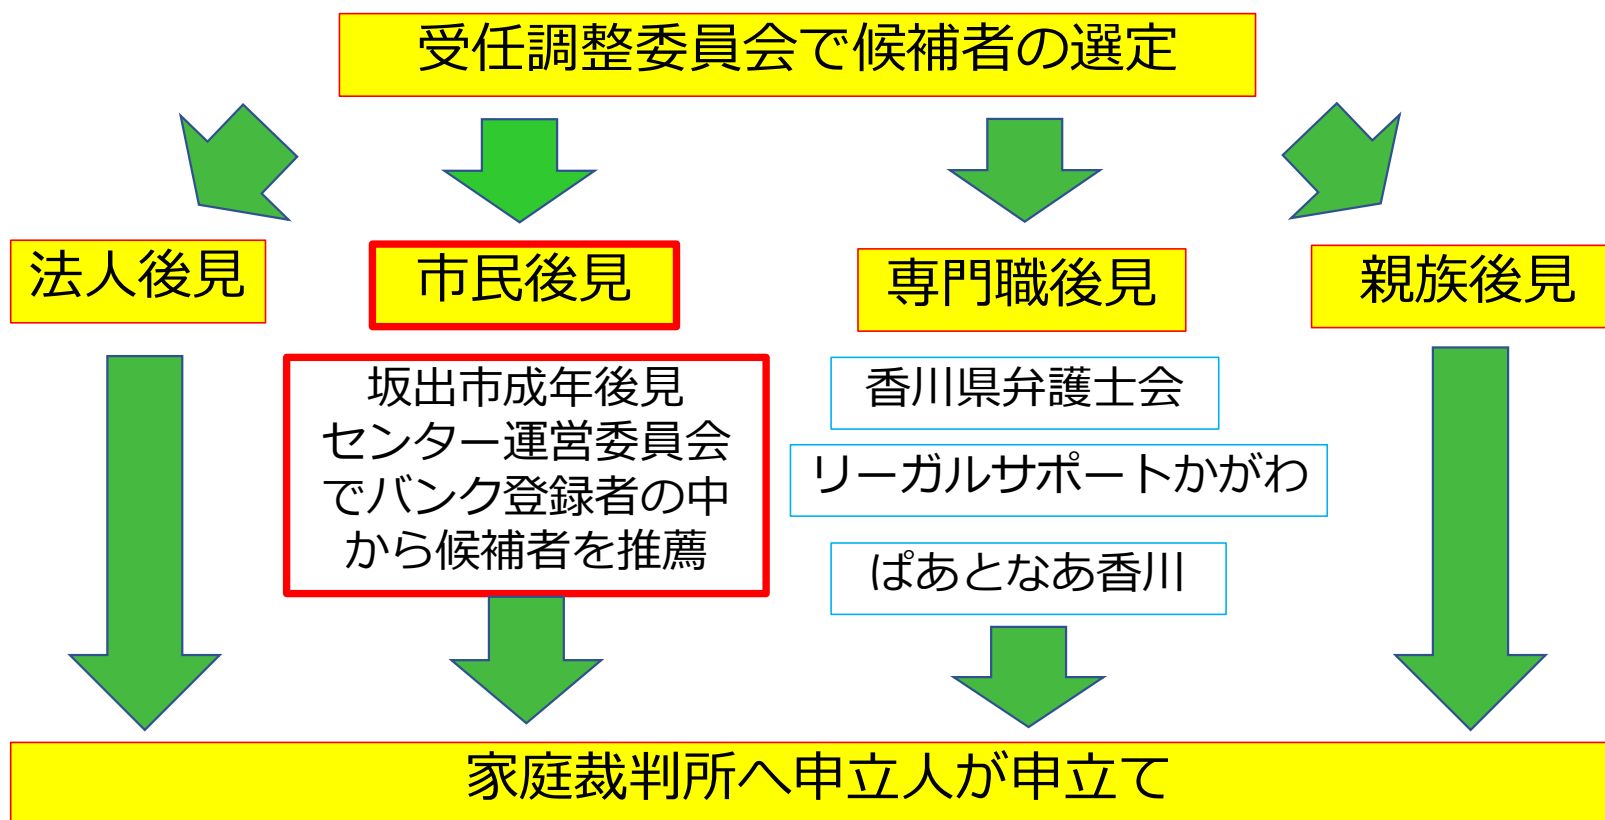 受任調整委員会で候補者の選定
法人後見
市民後見
専門職後見
親族後見
坂出市成年後見
センター運営委員会
でバンク登録者の中
から候補者を推薦
香川県弁護士会
リーガルサポートかがわ
ぱあとなあ香川
家庭裁判所へ申立人が申立て